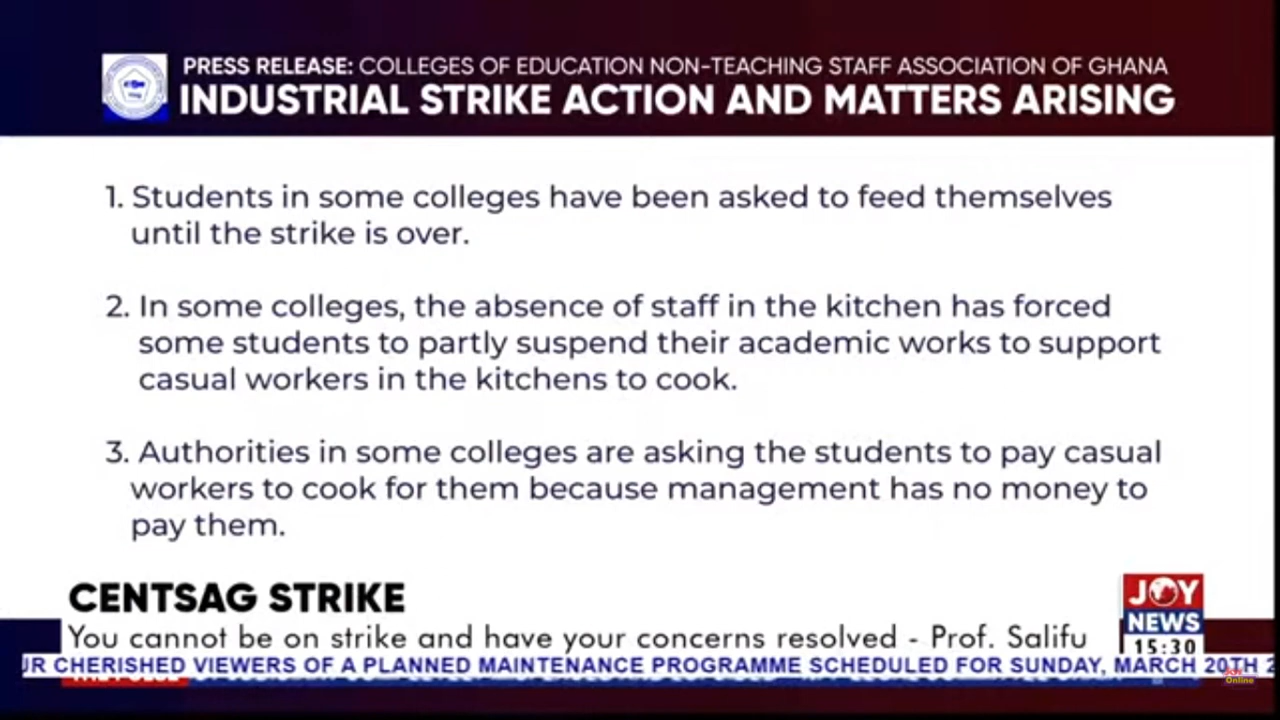 PRESS RELEASE: COLLEGES OF EDUCATION NON-TEACHING STAFF ASSOCIATION OF GHANA
INDUSTRIAL STRIKE ACTION AND MATTERS ARISING
1. Students in some colleges have been asked to feed themselves
until the strike is over.
2. In some colleges, the absence of staff in the kitchen has forced
some students to partly suspend their academic works to support
casual workers in the kitchens to cook.
3. Authorities in some colleges are asking the students to pay casual
workers to cook for them because management has no money to
pay them.
CENTSAG STRIKE
You cannot be on strike and have your concerns resolved - Prof. Salifu
JOY
NEWS
15:30
UR CHERISHED VIEWERS OF A PLANNED MAINTENANCE PROGRAMME SCHEDULED FOR SUNDAY, MARCH 20TH 2
Online